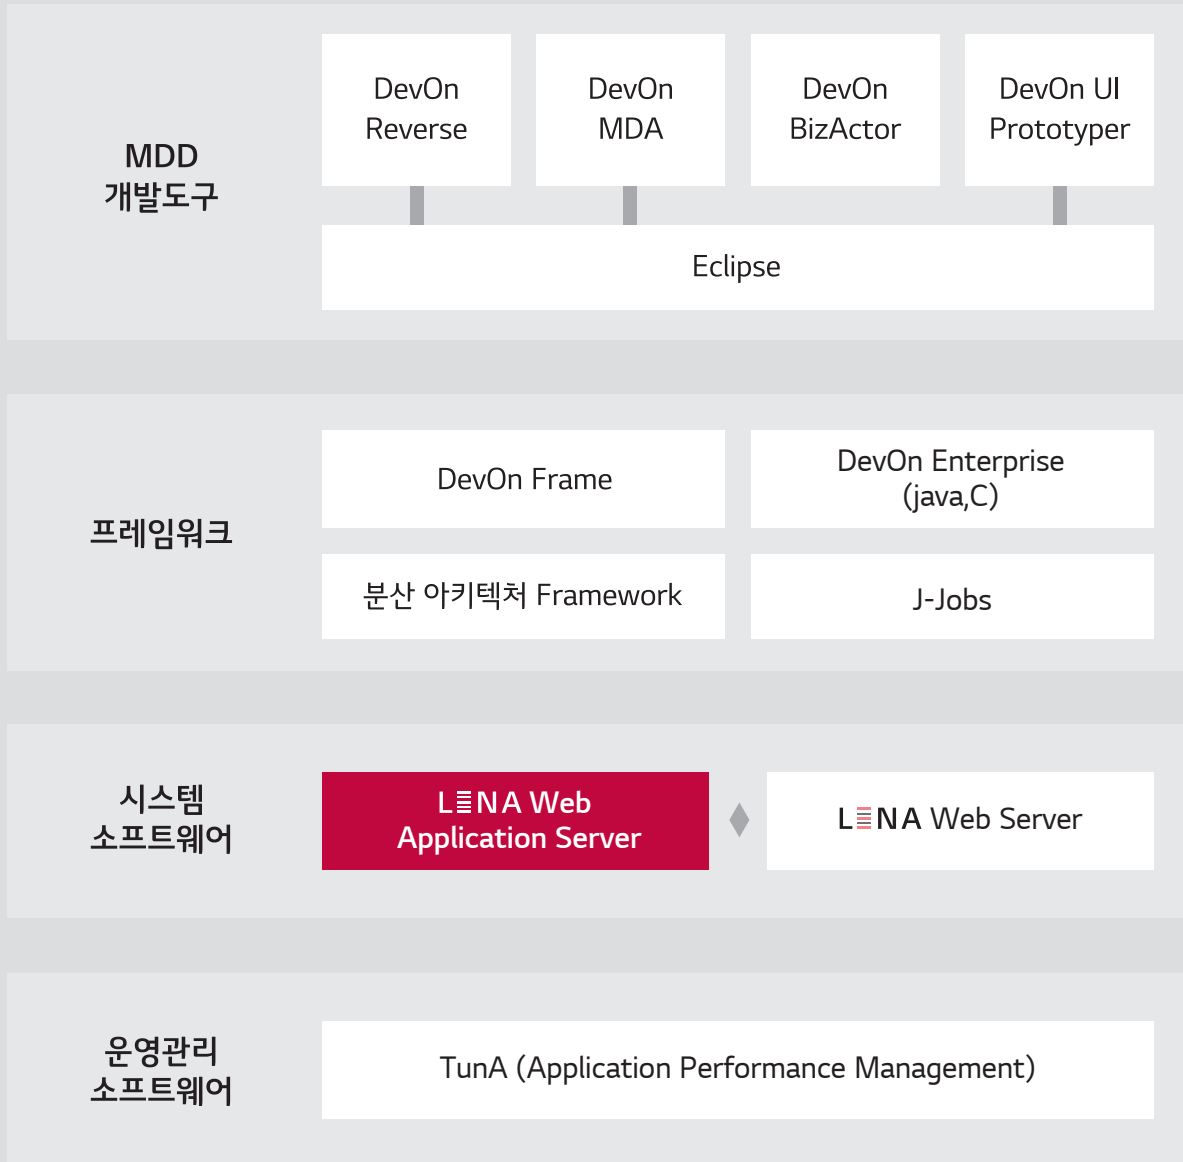 MDD
개발도구
DevOn
Reverse
DevOn
MDA
DevOn
BizActor
DevOn UI
Prototyper
Eclipse
프레임워크
DevOn Frame
DevOn Enterprise
(java,C)
분산 아키텍처 Framework
J-Jobs
시스템
소프트웨어
LENA Web
Application Server
LENA Web Server
운영관리
소프트웨어
TunA (Application Performance Management)